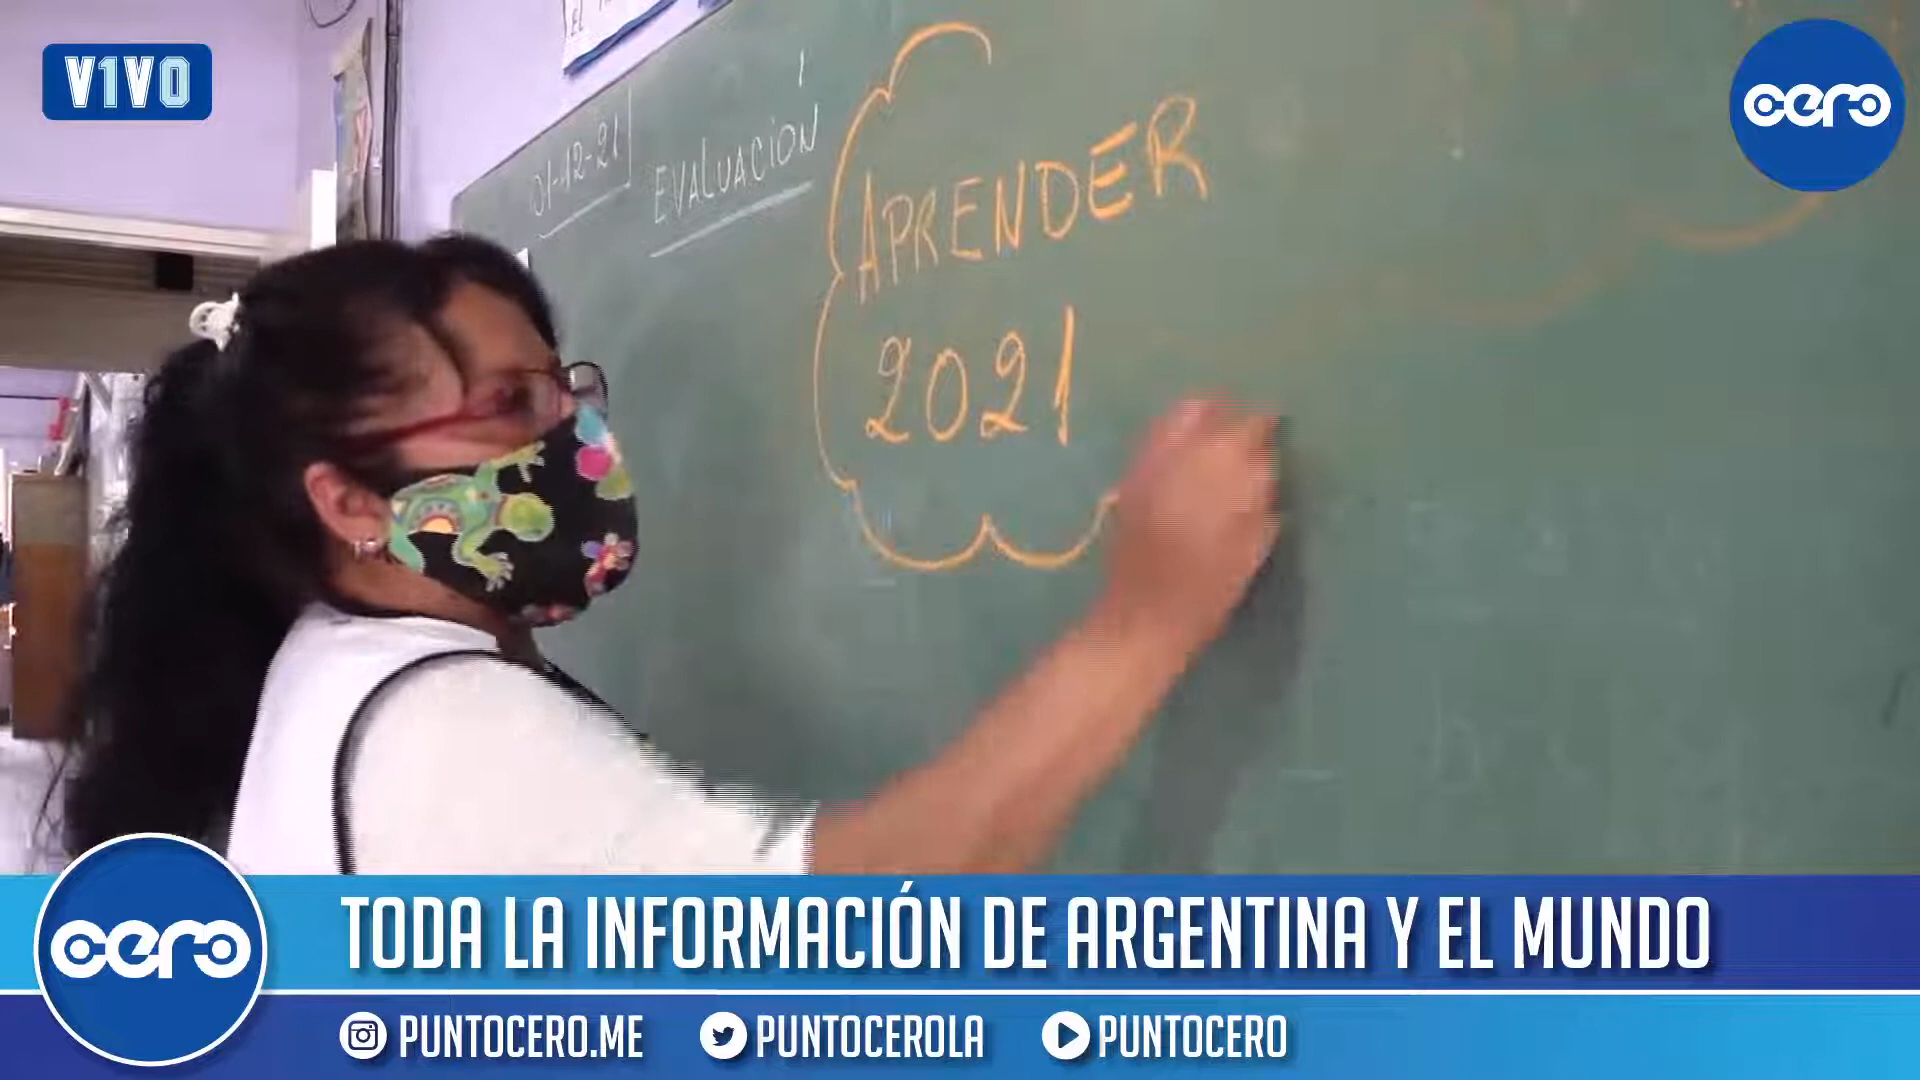 V1V0
cero
01-12-21
EVALUACIÓN
APRENDER
2021
cero
TODA LA INFORMACIÓN DE ARGENTINA Y EL MUNDO
PUNTOCERO.ME PUNTOCEROLA PUNTOCERO